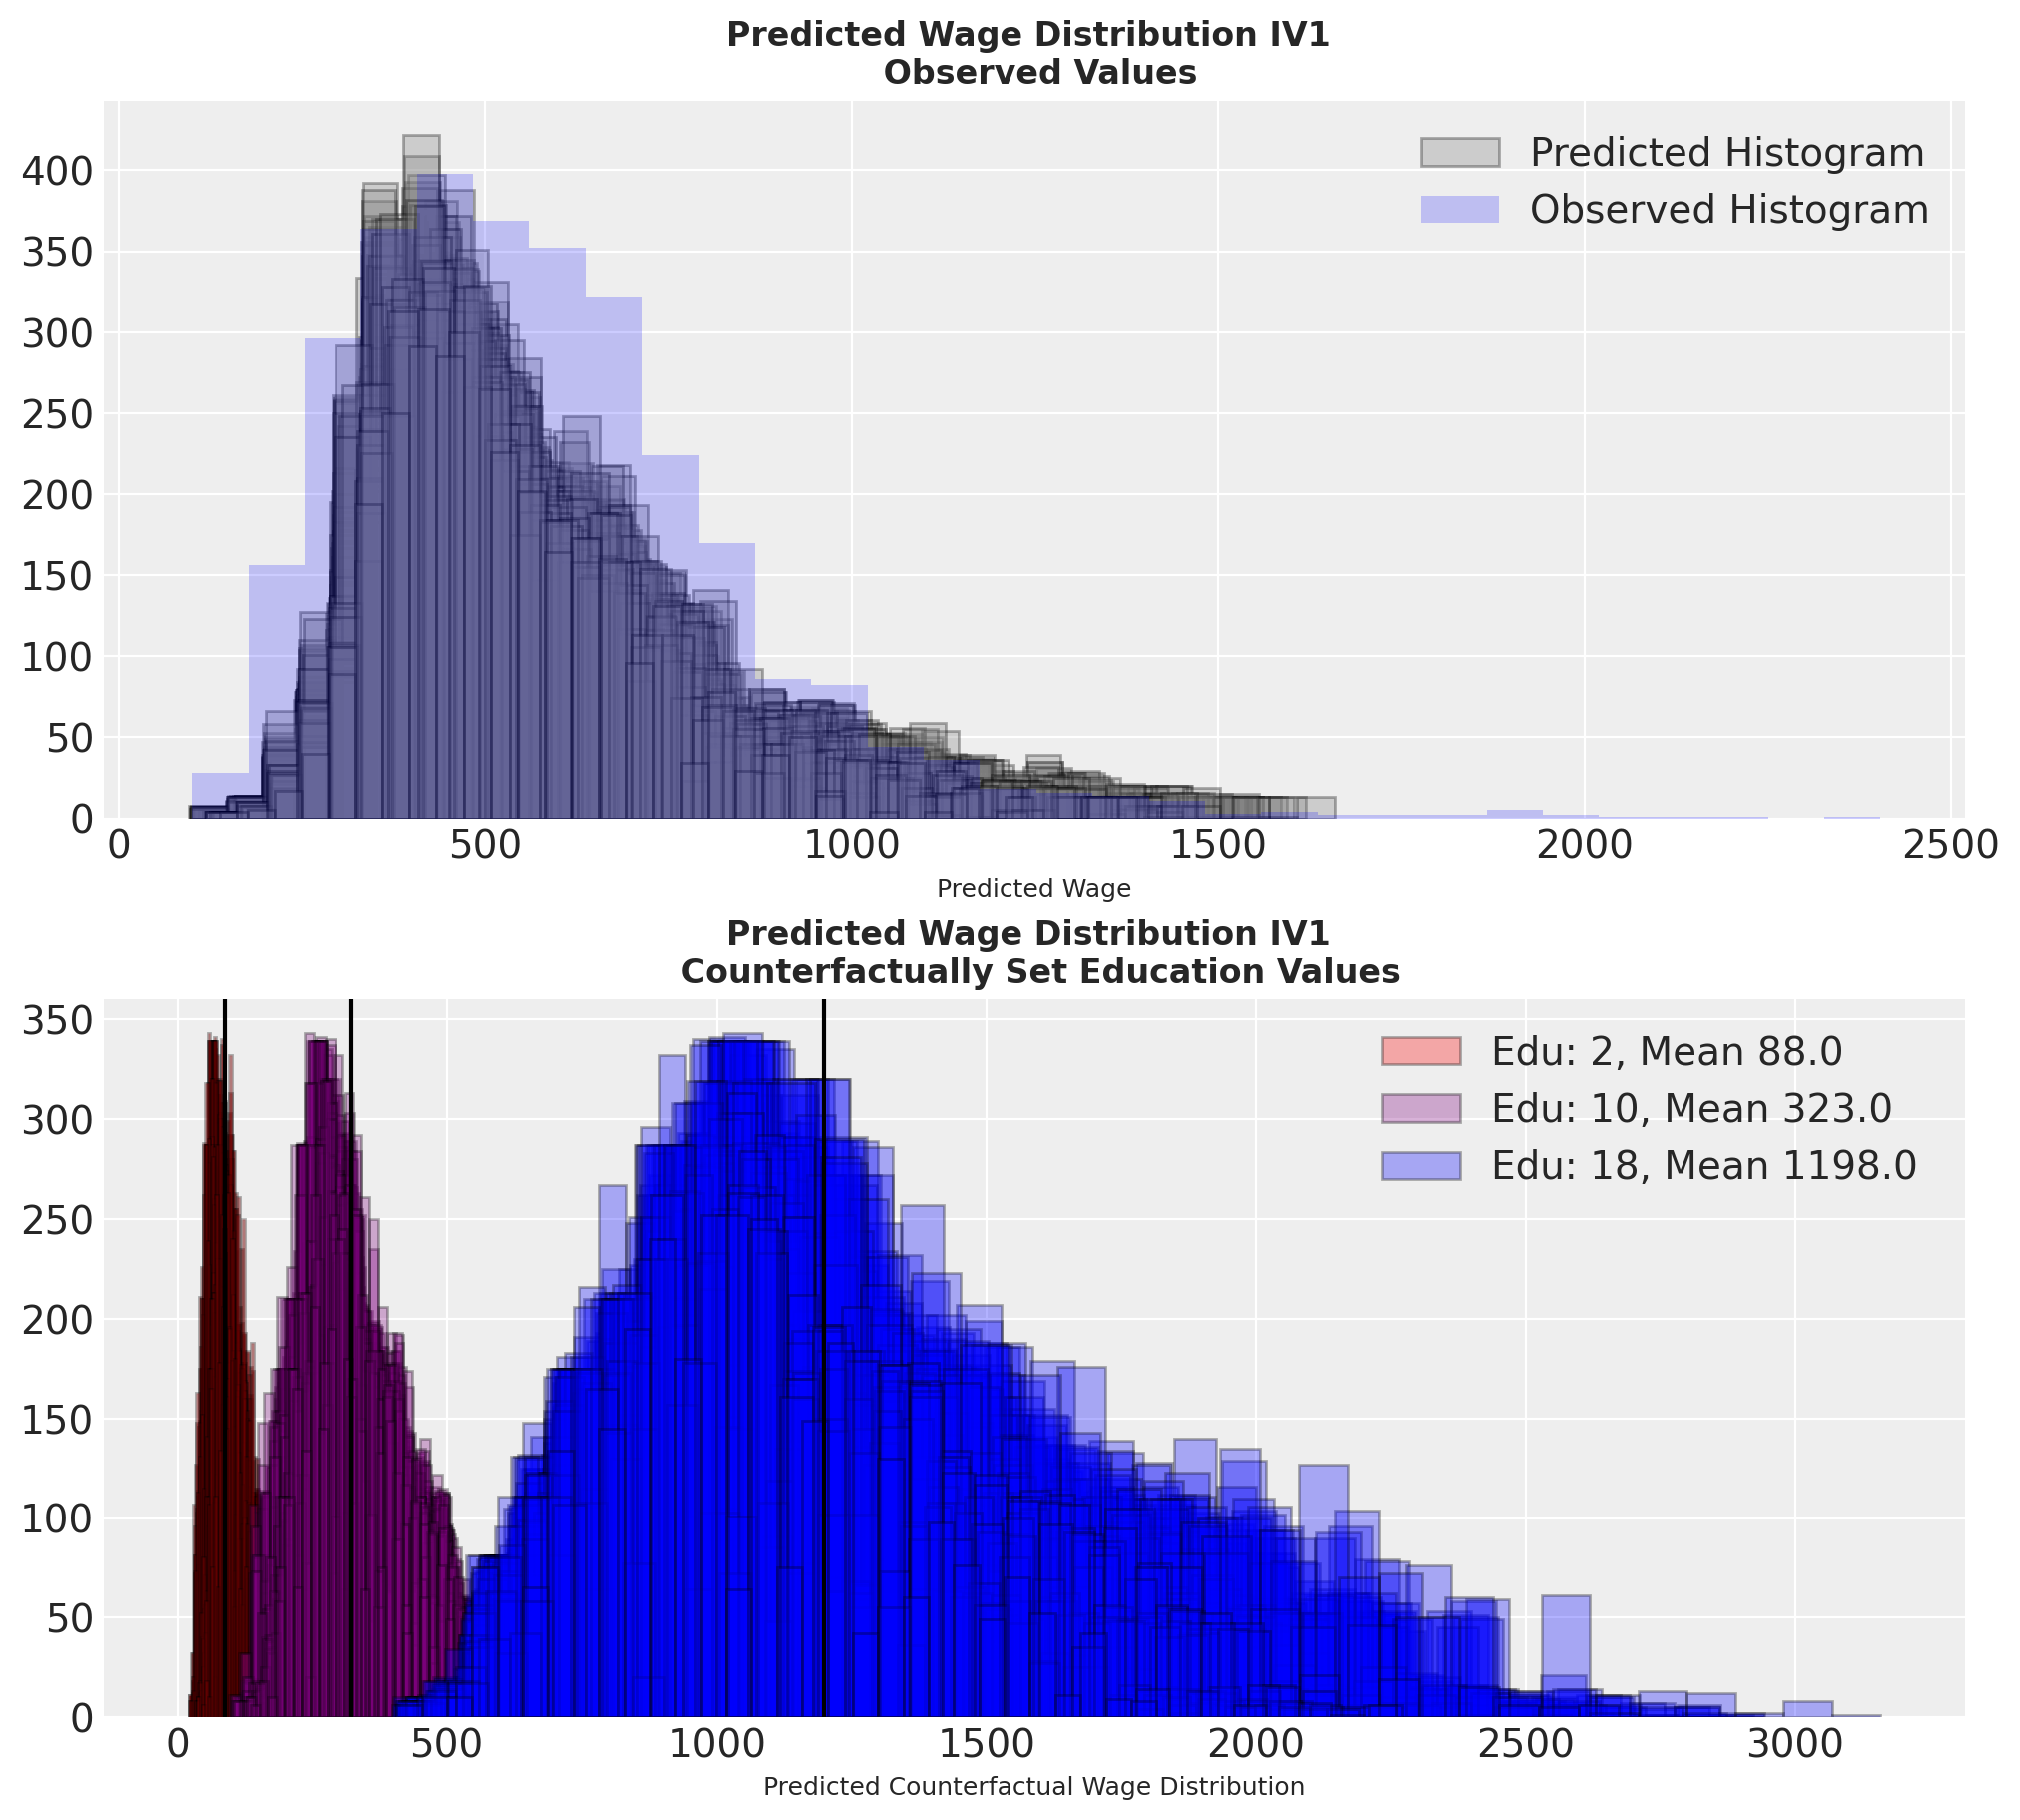 Predicted Wage Distribution IV1
Observed Values
400
350
300
250
200
150
100
50
0
Predicted Histogram
Observed Histogram
0 500 1000 1500 2000 2500
Predicted Wage
Predicted Wage Distribution IV1
Counterfactually Set Education Values
350
300
250
200
150
100
50
0
Edu: 2, Mean 88.0
Edu: 10, Mean 323.0
Edu: 18, Mean 1198.0
0 500 1000 1500 2000 2500 3000
Predicted Counterfactual Wage Distribution